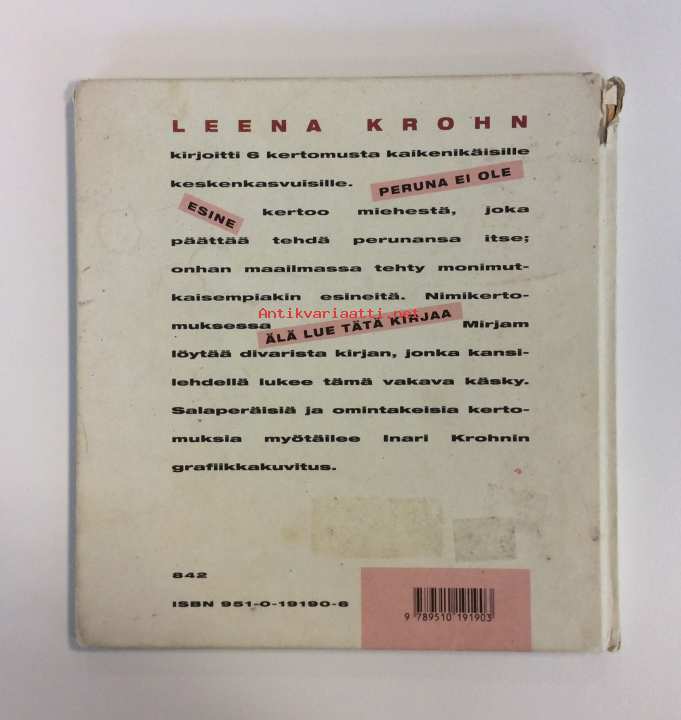 LEENA KROHN
kirjoitti 6 kertomusta kaikenikäisille
keskenkasvuisille. PERUNA EI OLE
ESINE kertoo miehestä, joka
päättää tehdä perunansa itse;
onhan maailmassa tehty monimut-
kaisempiakin esineitä. Nimikerto-
Antikvariaatti.net
muksessa ÄLÄ LUE TÄTÄ KIRJAA Mirjam
löytää divarista kirjan, jonka kansi-
lehdellä lukee tämä vakava käsky.
Salaperäisiä ja omintakeisia kerto-
muksia myötäilee Inari Krohnin
grafiikkakuvitus.
842
ISBN 951-0-19190-6
9 789510 191903